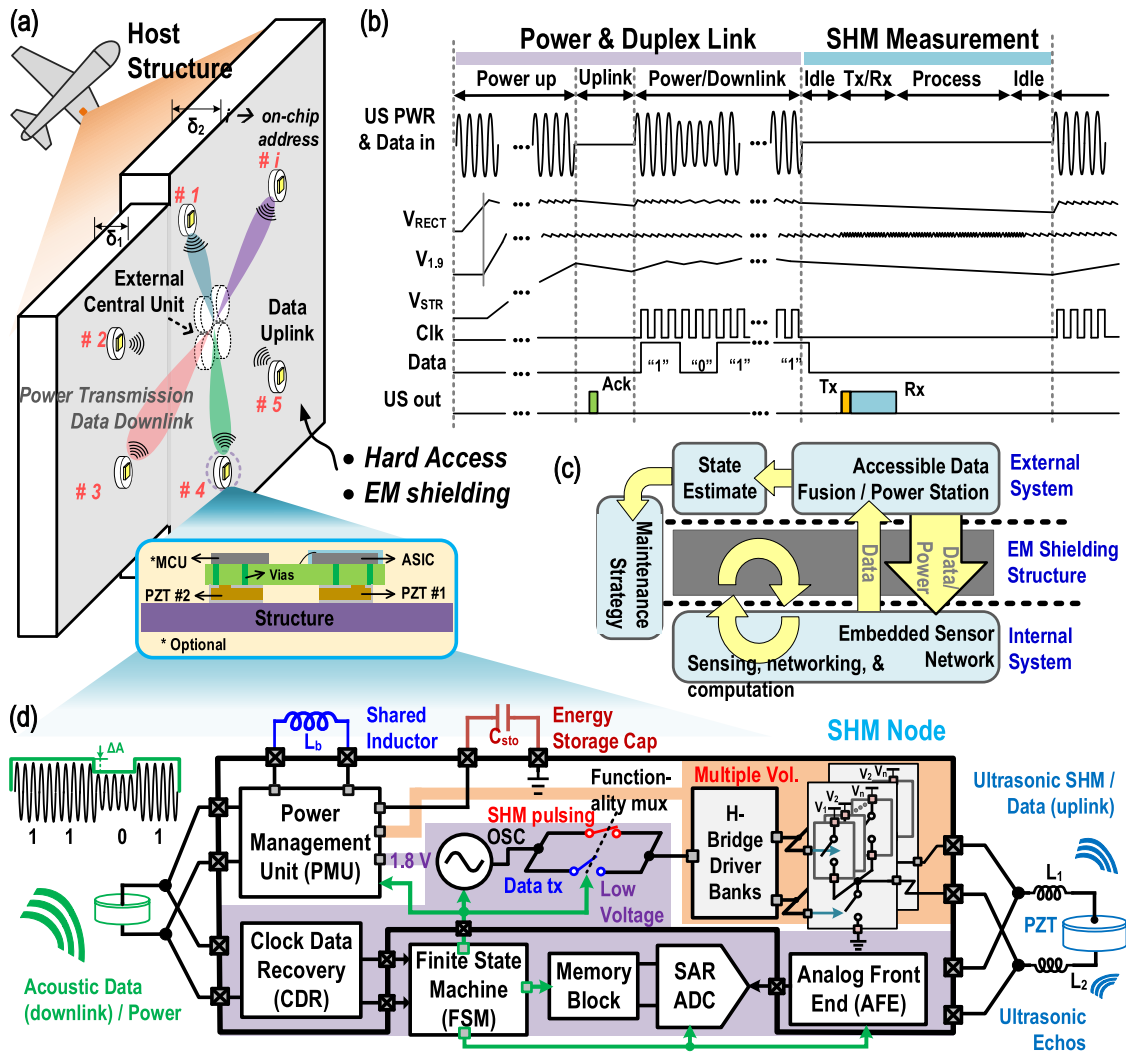 (a)
Host
Structure
δ2
i → on-chip
address
# i
# 1
δ1
External
Central Unit
Data
Uplink
# 2
# 5
Power Transmission
Data Downlink
# 3
# 4
• Hard Access
• EM shielding
*MCU
ASIC
Vias
PZT #2
PZT #1
Structure
* Optional
(b)
Power & Duplex Link
SHM Measurement
Power up
Uplink
Power/Downlink
Idle
Tx/Rx
Process
Idle
US PWR
& Data in
VRECT
V1.9
VSTR
Clk
Data
“1”
“0”
“1”
“1”
Ack
Tx
Rx
US out
(c)
State
Estimate
Accessible Data
Fusion / Power Station
External
System
Maintenance
Strategy
Data
Data/
Power
EM Shielding
Structure
Embedded Sensor
Network
Sensing, networking, &
computation
Internal
System
(d)
ΔA
1 1 0 1
Lb
Shared
Inductor
Csto
Energy
Storage Cap
SHM Node
Power
Management
Unit (PMU)
1.8 V
OSC
SHM pulsing
Function-
ality mux
Data tx
Low
Voltage
Multiple Vol.
H-
Bridge
Driver
Banks
V1
V2
Vn
V2
Vn
Ultrasonic SHM /
Data (uplink)
L1
PZT
L2
Ultrasonic
Echos
Acoustic Data
(downlink) / Power
Clock Data
Recovery
(CDR)
Finite State
Machine
(FSM)
Memory
Block
SAR
ADC
Analog Front
End (AFE)